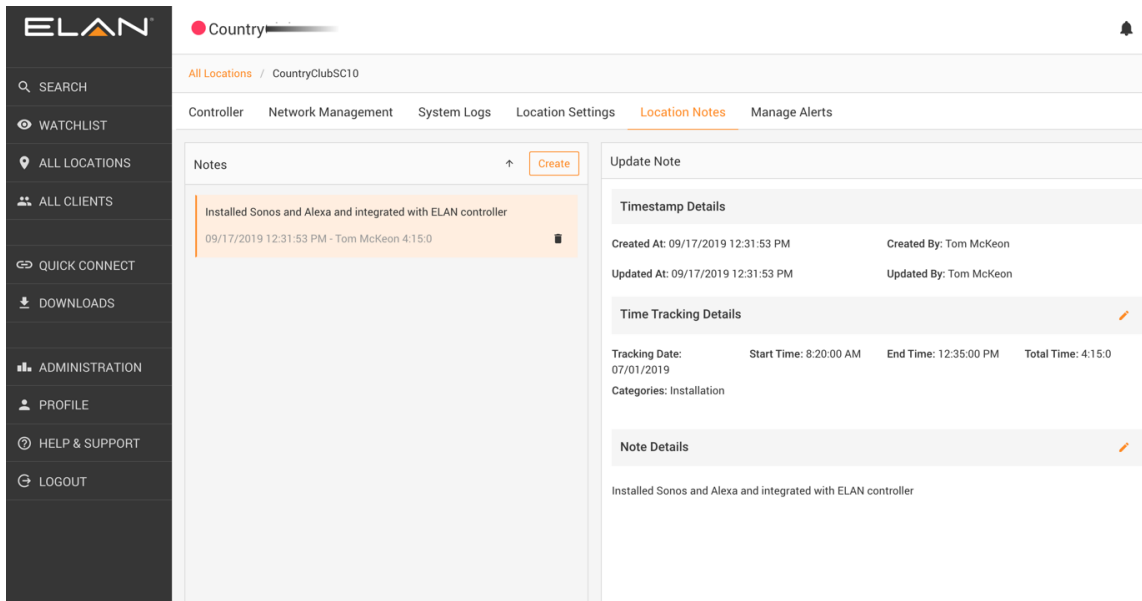 ELAN
Country
SEARCH
WATCHLIST
ALL LOCATIONS
ALL CLIENTS
QUICK CONNECT
DOWNLOADS
ADMINISTRATION
PROFILE
HELP & SUPPORT
LOGOUT
All Locations / CountryClubSC10
Controller Network Management System Logs Location Settings Location Notes Manage Alerts
Notes Create
Installed Sonos and Alexa and integrated with ELAN controller
09/17/2019 12:31:53 PM - Tom McKeon 4:15:0
Update Note
Timestamp Details
Created At: 09/17/2019 12:31:53 PM Created By: Tom McKeon
Updated At: 09/17/2019 12:31:53 PM Updated By: Tom McKeon
Time Tracking Details
Tracking Date: Start Time: 8:20:00 AM End Time: 12:35:00 PM Total Time: 4:15:0
07/01/2019
Categories: Installation
Note Details
Installed Sonos and Alexa and integrated with ELAN controller